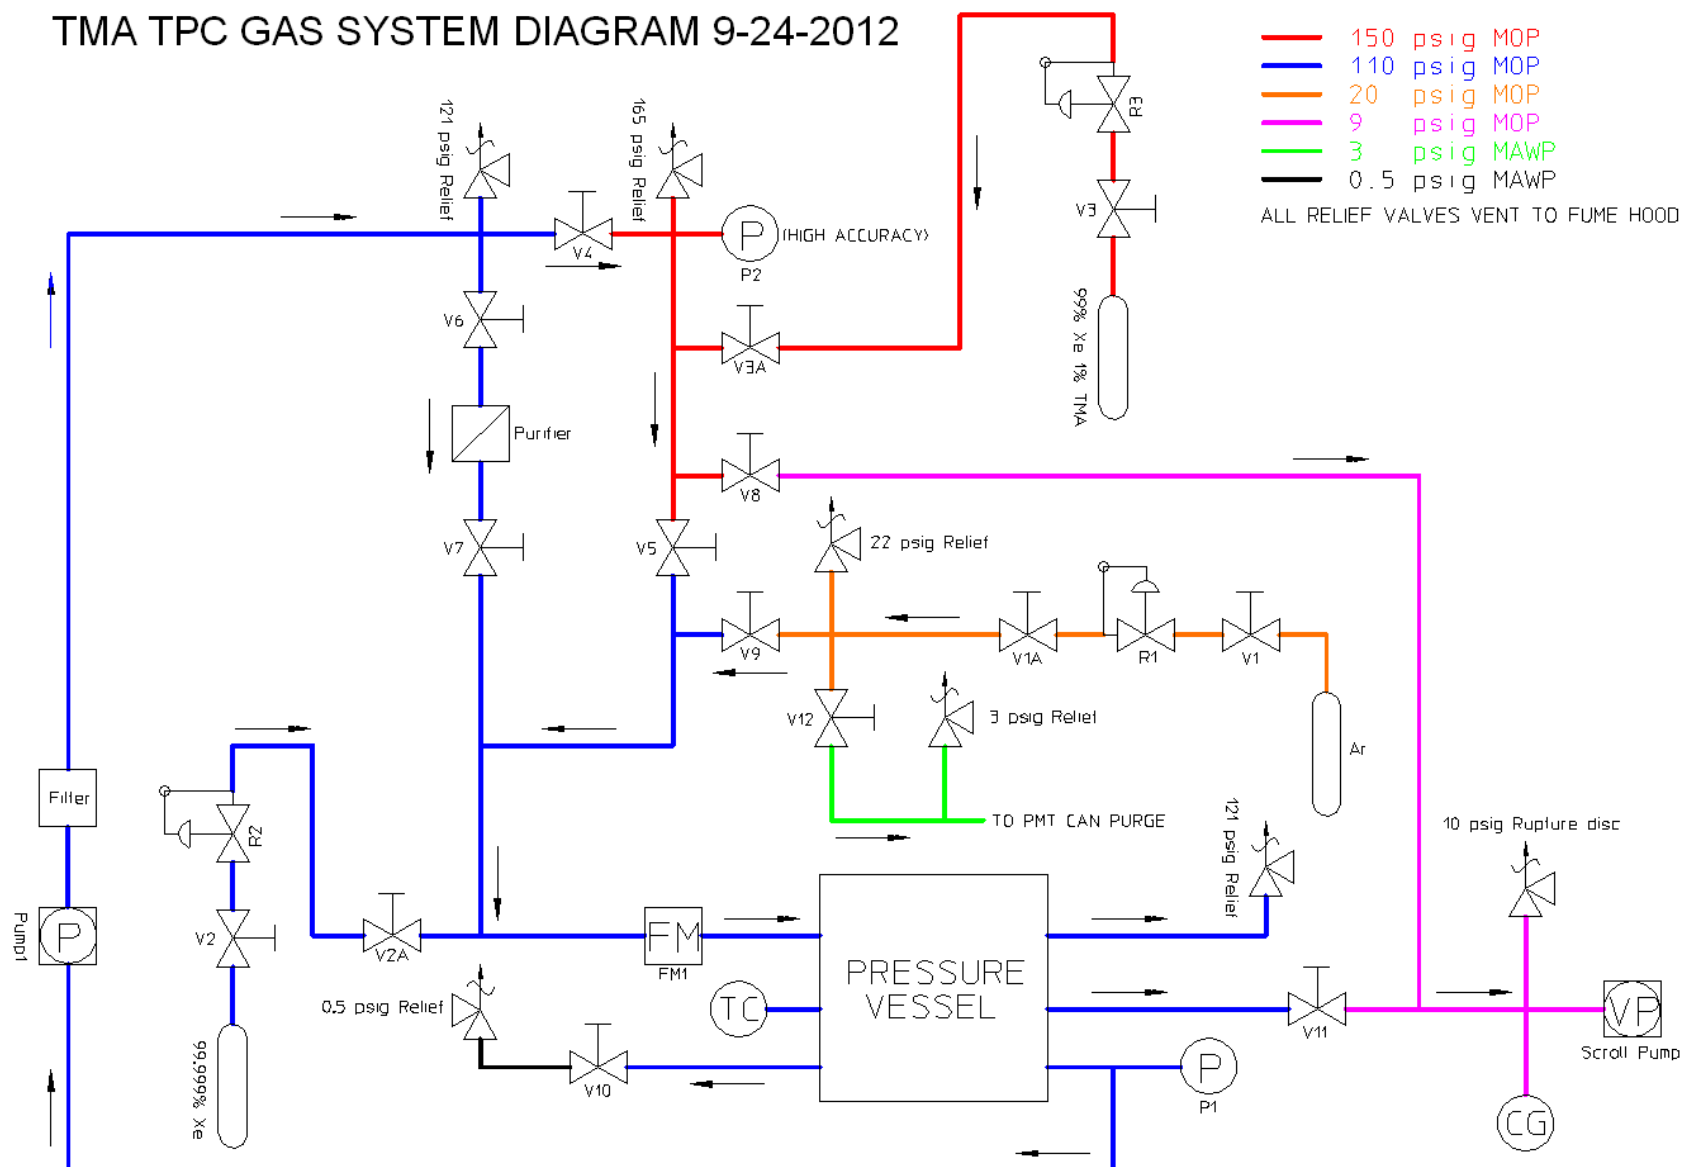 TMA TPC GAS SYSTEM DIAGRAM 9-24-2012
150 psig MOP
110 psig MOP
20 psig MOP
9 psig MOP
3 psig MAWP
0.5 psig MAWP
ALL RELIEF VALVES VENT TO FUME HOOD
121 psig Relief
165 psig Relief
R3
V3
99% Xe 1% TMA
V4
P
(HIGH ACCURACY)
P2
V6
V3A
Purifier
V8
V7
V5
22 psig Relief
V9
V1A
R1
V1
V12
3 psig Relief
Ar
TO PMT CAN PURGE
Filter
R2
121 psig Relief
10 psig Rupture disc
Pump1
P
V2
V2A
FM
FM1
PRESSURE
VESSEL
0.5 psig Relief
TC
V11
VP
Scroll Pump
99.999% Xe
V10
P
P1
CG